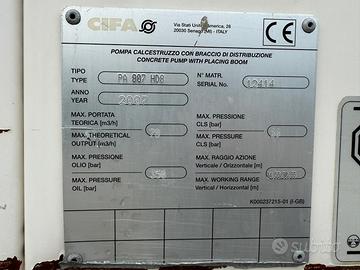 CIFA
Via Stati Uniti d'America, 26
20030 Senago (MI) - ITALY
CE
POMPA CALCESTRUZZO CON BRACCIO DI DISTRIBUZIONE
CONCRETE PUMP WITH PLACING BOOM
TIPO
TYPE PA 807 HD8
N° MATR.
SERIAL No. 12414
ANNO
YEAR 2002
MAX. PORTATA
TEORICA [m3/h]
MAX. THEORETICAL
OUTPUT [m3/h]
MAX. PRESSIONE
CLS [bar]
MAX. PRESSURE
CLS [bar]
MAX. PRESSIONE
OLIO [bar]
MAX. PRESSURE
OIL [bar]
MAX. RAGGIO AZIONE
Verticale / Orizzontale [m]
MAX. WORKING RANGE
Vertical / Horizzontal [m]
K000237215-01 (I-GB)
subito